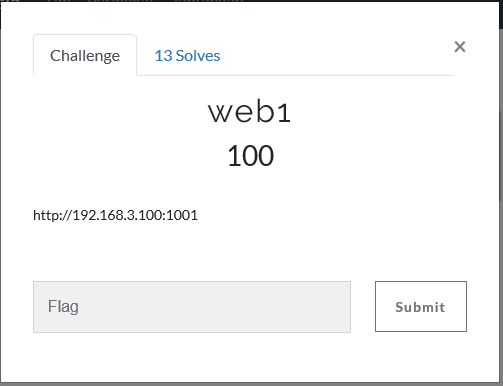 Challenge
13 Solves
×
web1
100
http://192.168.3.100:1001
Flag
Submit